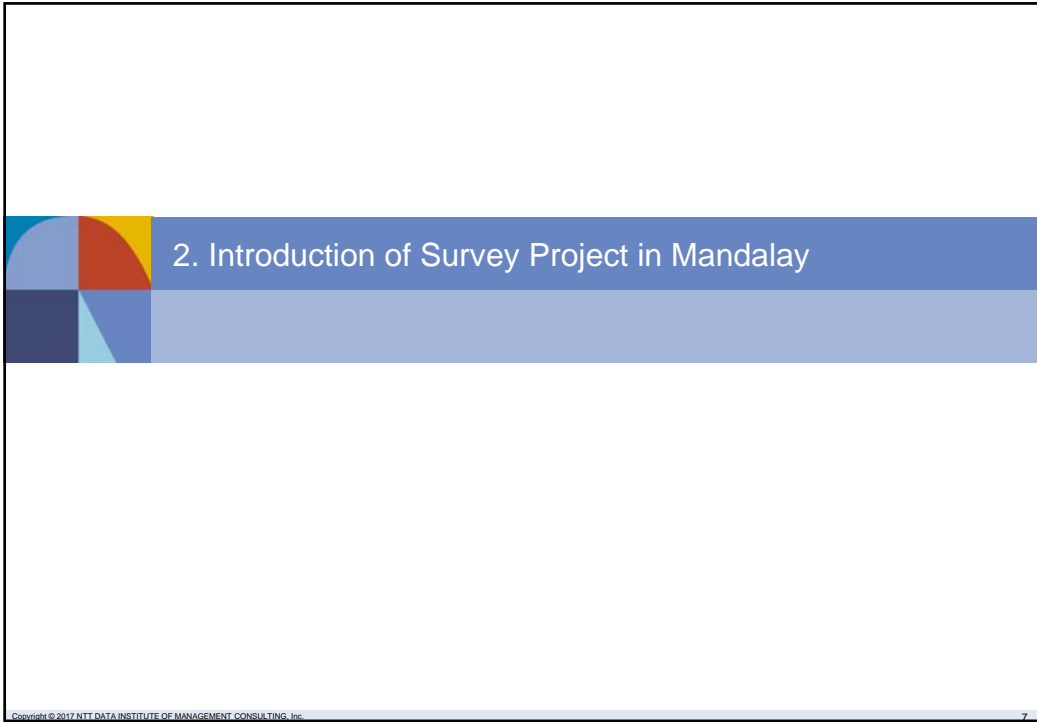 2. Introduction of Survey Project in Mandalay
Copyright © 2017 NTT DATA INSTITUTE OF MANAGEMENT CONSULTING, Inc.
7